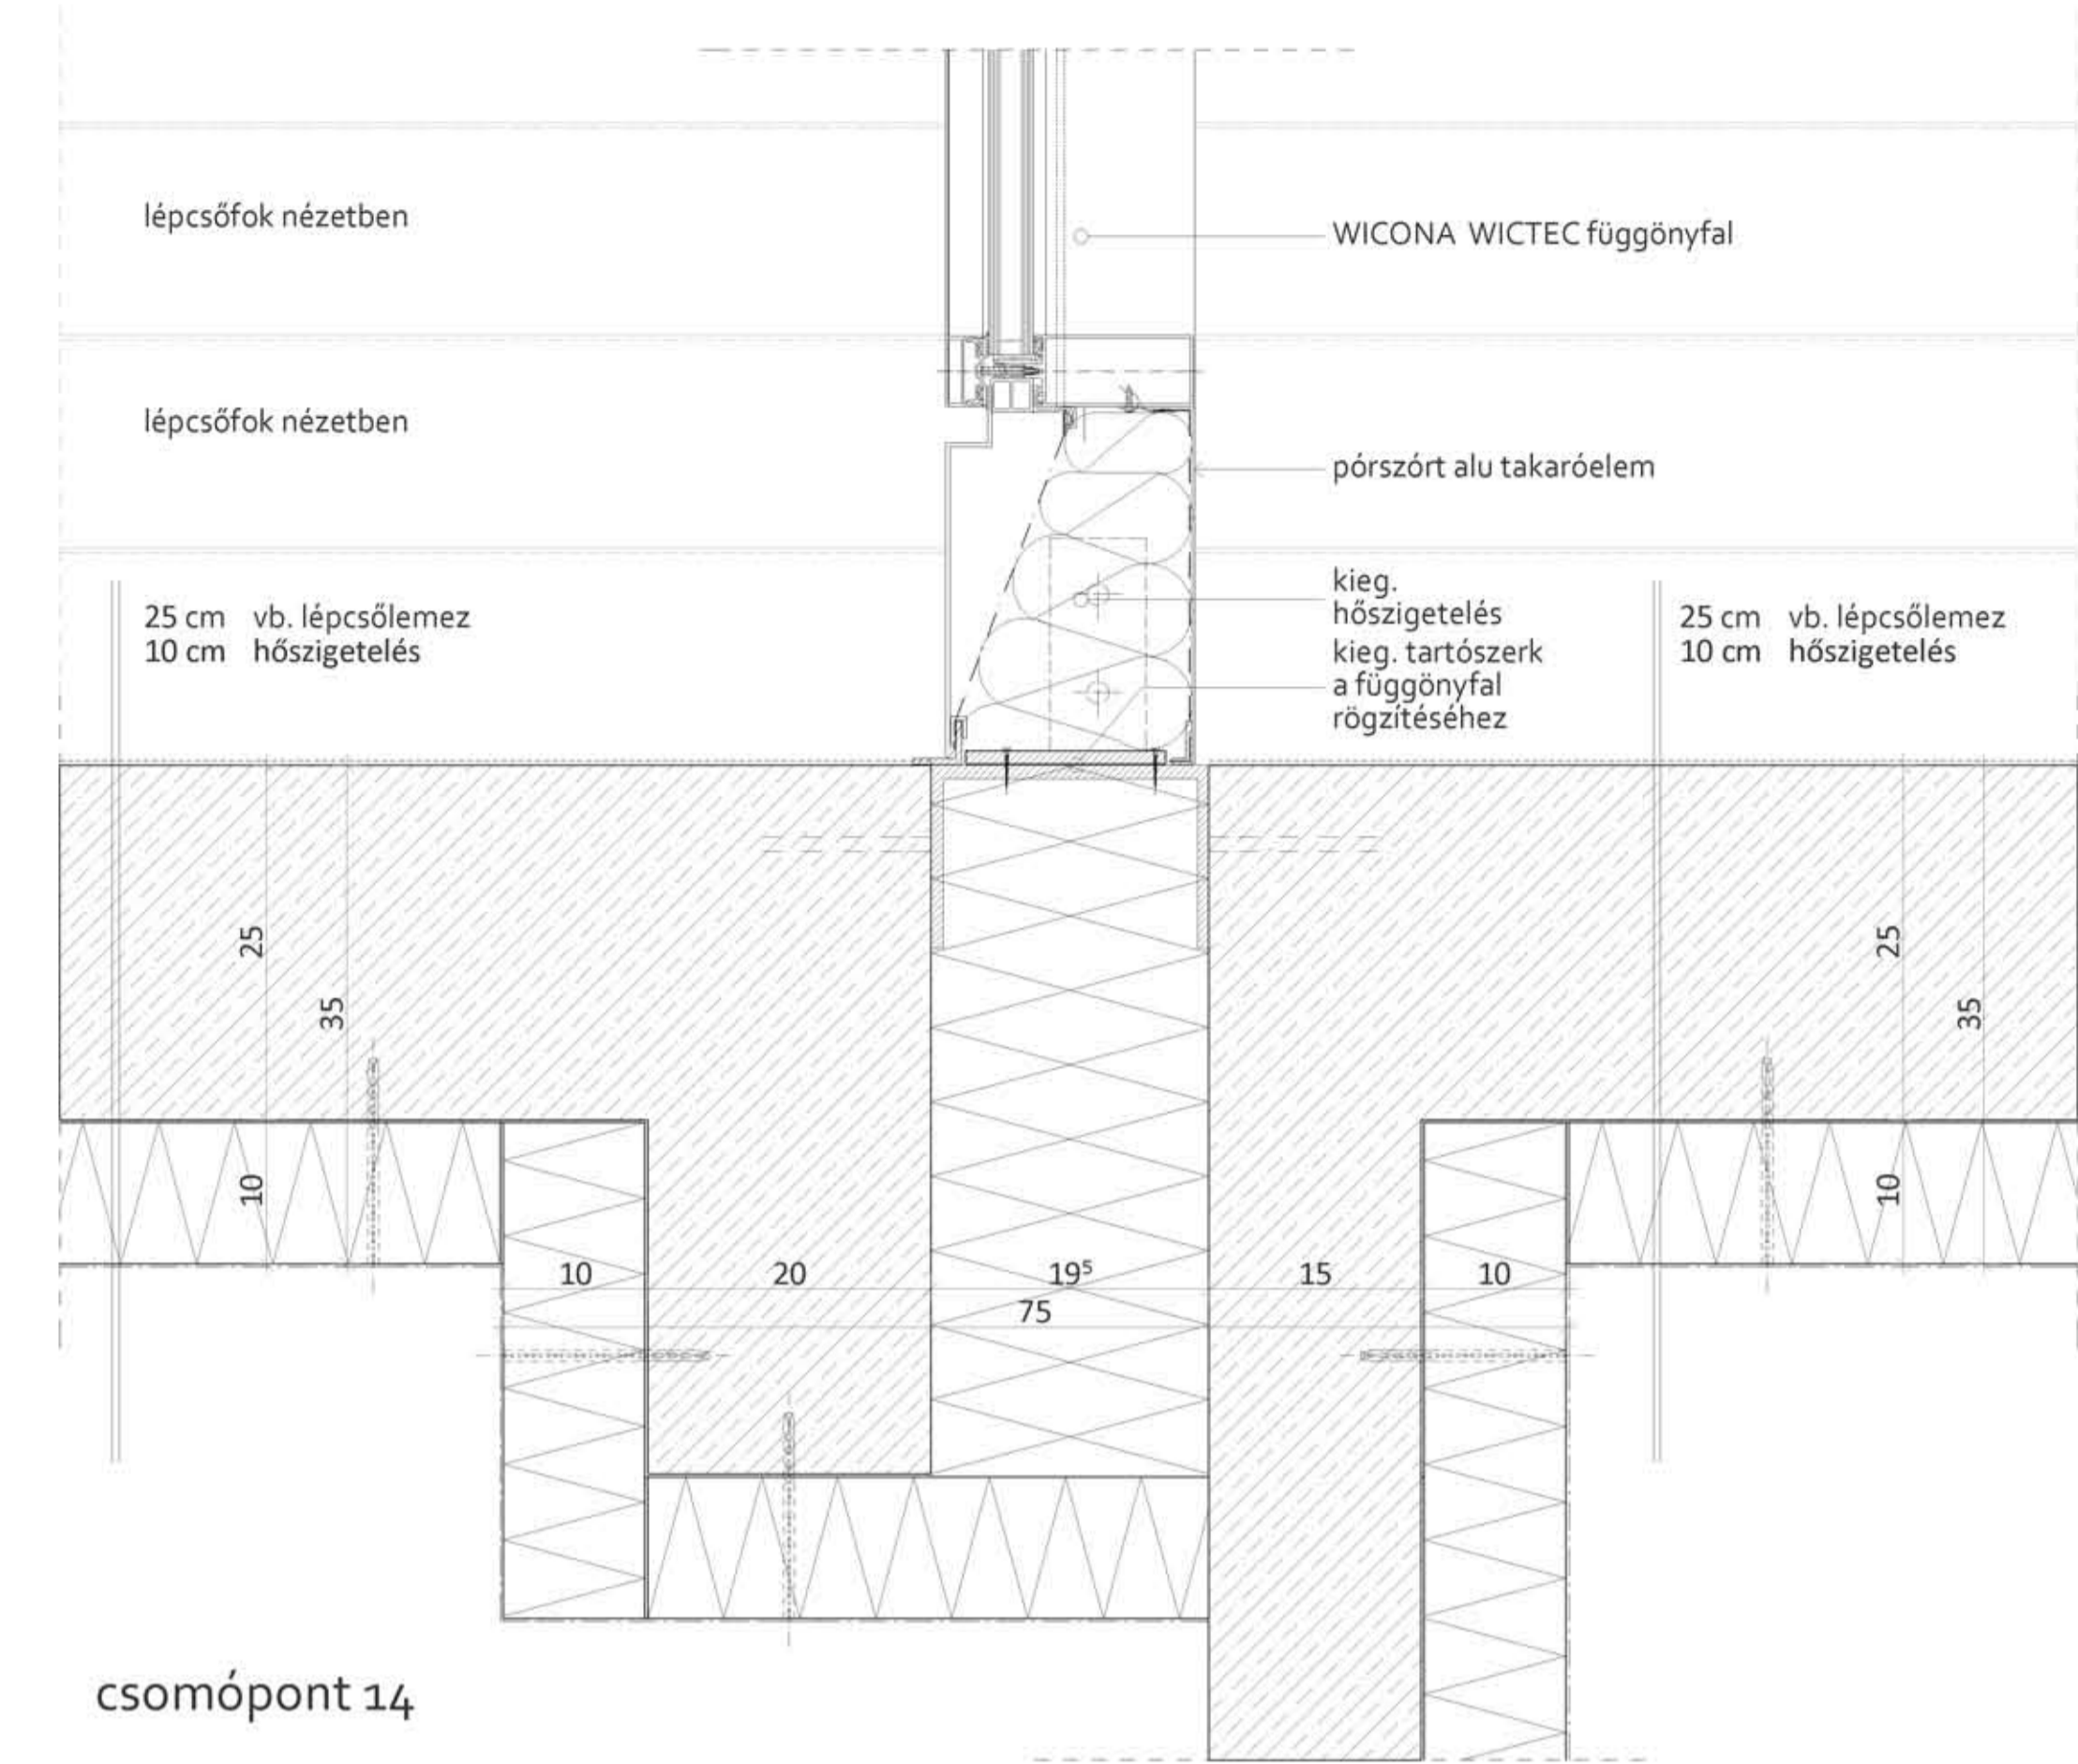 lépcsőfok nézetben
WICONA WICTEC függönyfal
lépcsőfok nézetben
pórszórt alu takaróelem
25 cm vb. lépcsőlemez
10 cm hőszigetelés
kieg.
hőszigetelés
kieg. tartószerk
a függönyfal
rögzítéséhez
25 cm vb. lépcsőlemez
10 cm hőszigetelés
25
35
10
25
35
10
10 20 19⁵ 15 10
75
csomópont 14